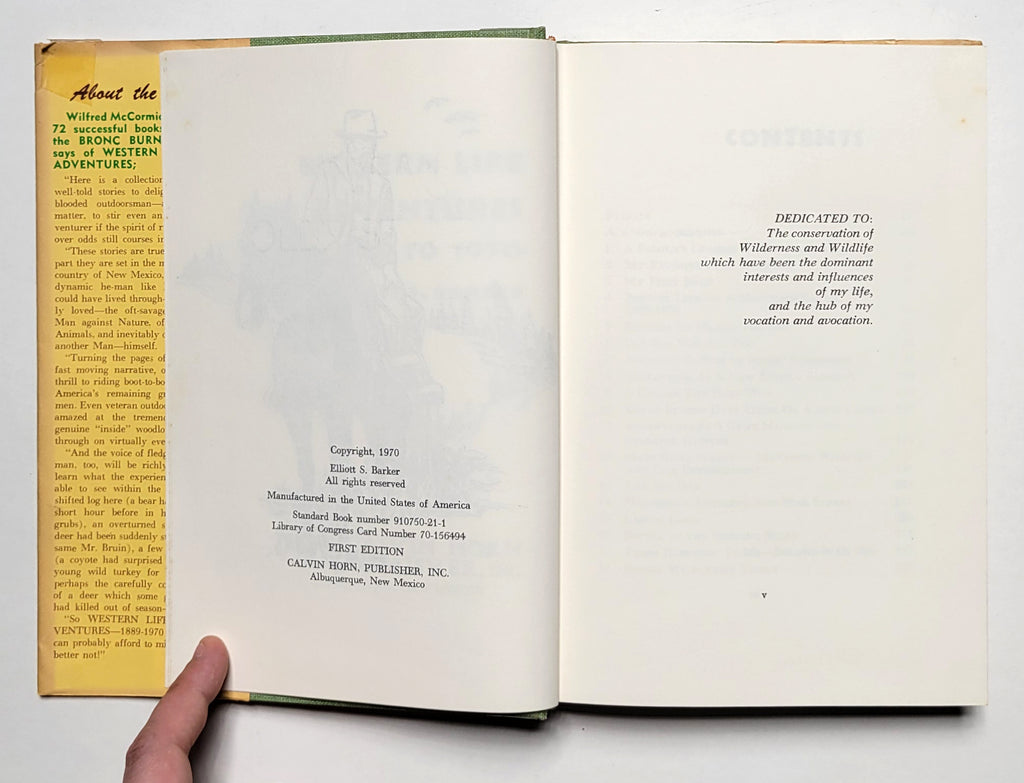 About the
Wilfred McCormic
72 successful book
the BRONC BURN
says of WESTERN
ADVENTURES;
"Here is a collection
well-told stories to delig
blooded outdoorsman—
matter, to stir even an
venturer if the spirit of r
over odds still courses i
"These stories are true
part they are set in the m
country of New Mexico.
dynamic he-man like
could have lived through-
ly loved—the oft-savage
Man against Nature, of
Animals, and inevitably
another Man—himself.
"Turning the pages of
fast moving narrative, o
thrill to riding boot-to-bo
America's remaining gr
men. Even veteran outdo
amazed at the tremen
genuine "inside" woodlo
through on virtually eve
"And the voice of fledg
man, too, will be richly
learn what the experien
able to see within the
shifted log here (a bear h
short hour before in h
grubs), an overturned s
deer had been suddenly s
same Mr. Bruin), a few
(a coyote had surprised
young wild turkey for
perhaps the carefully co
of a deer which some
had killed out of season-
"So WESTERN LIF
VENTURES—1889-1970
can probably afford to mi
better not!"
Copyright, 1970
Elliott S. Barker
All rights reserved
Manufactured in the United States of America
Standard Book number 910750-21-1
Library of Congress Card Number 70-156494
FIRST EDITION
CALVIN HORN, PUBLISHER, INC.
Albuquerque, New Mexico
CONTENTS
DEDICATED TO:
The conservation of
Wilderness and Wildlife
which have been the dominant
interests and influences
of my life,
and the hub of my
vocation and avocation.
v